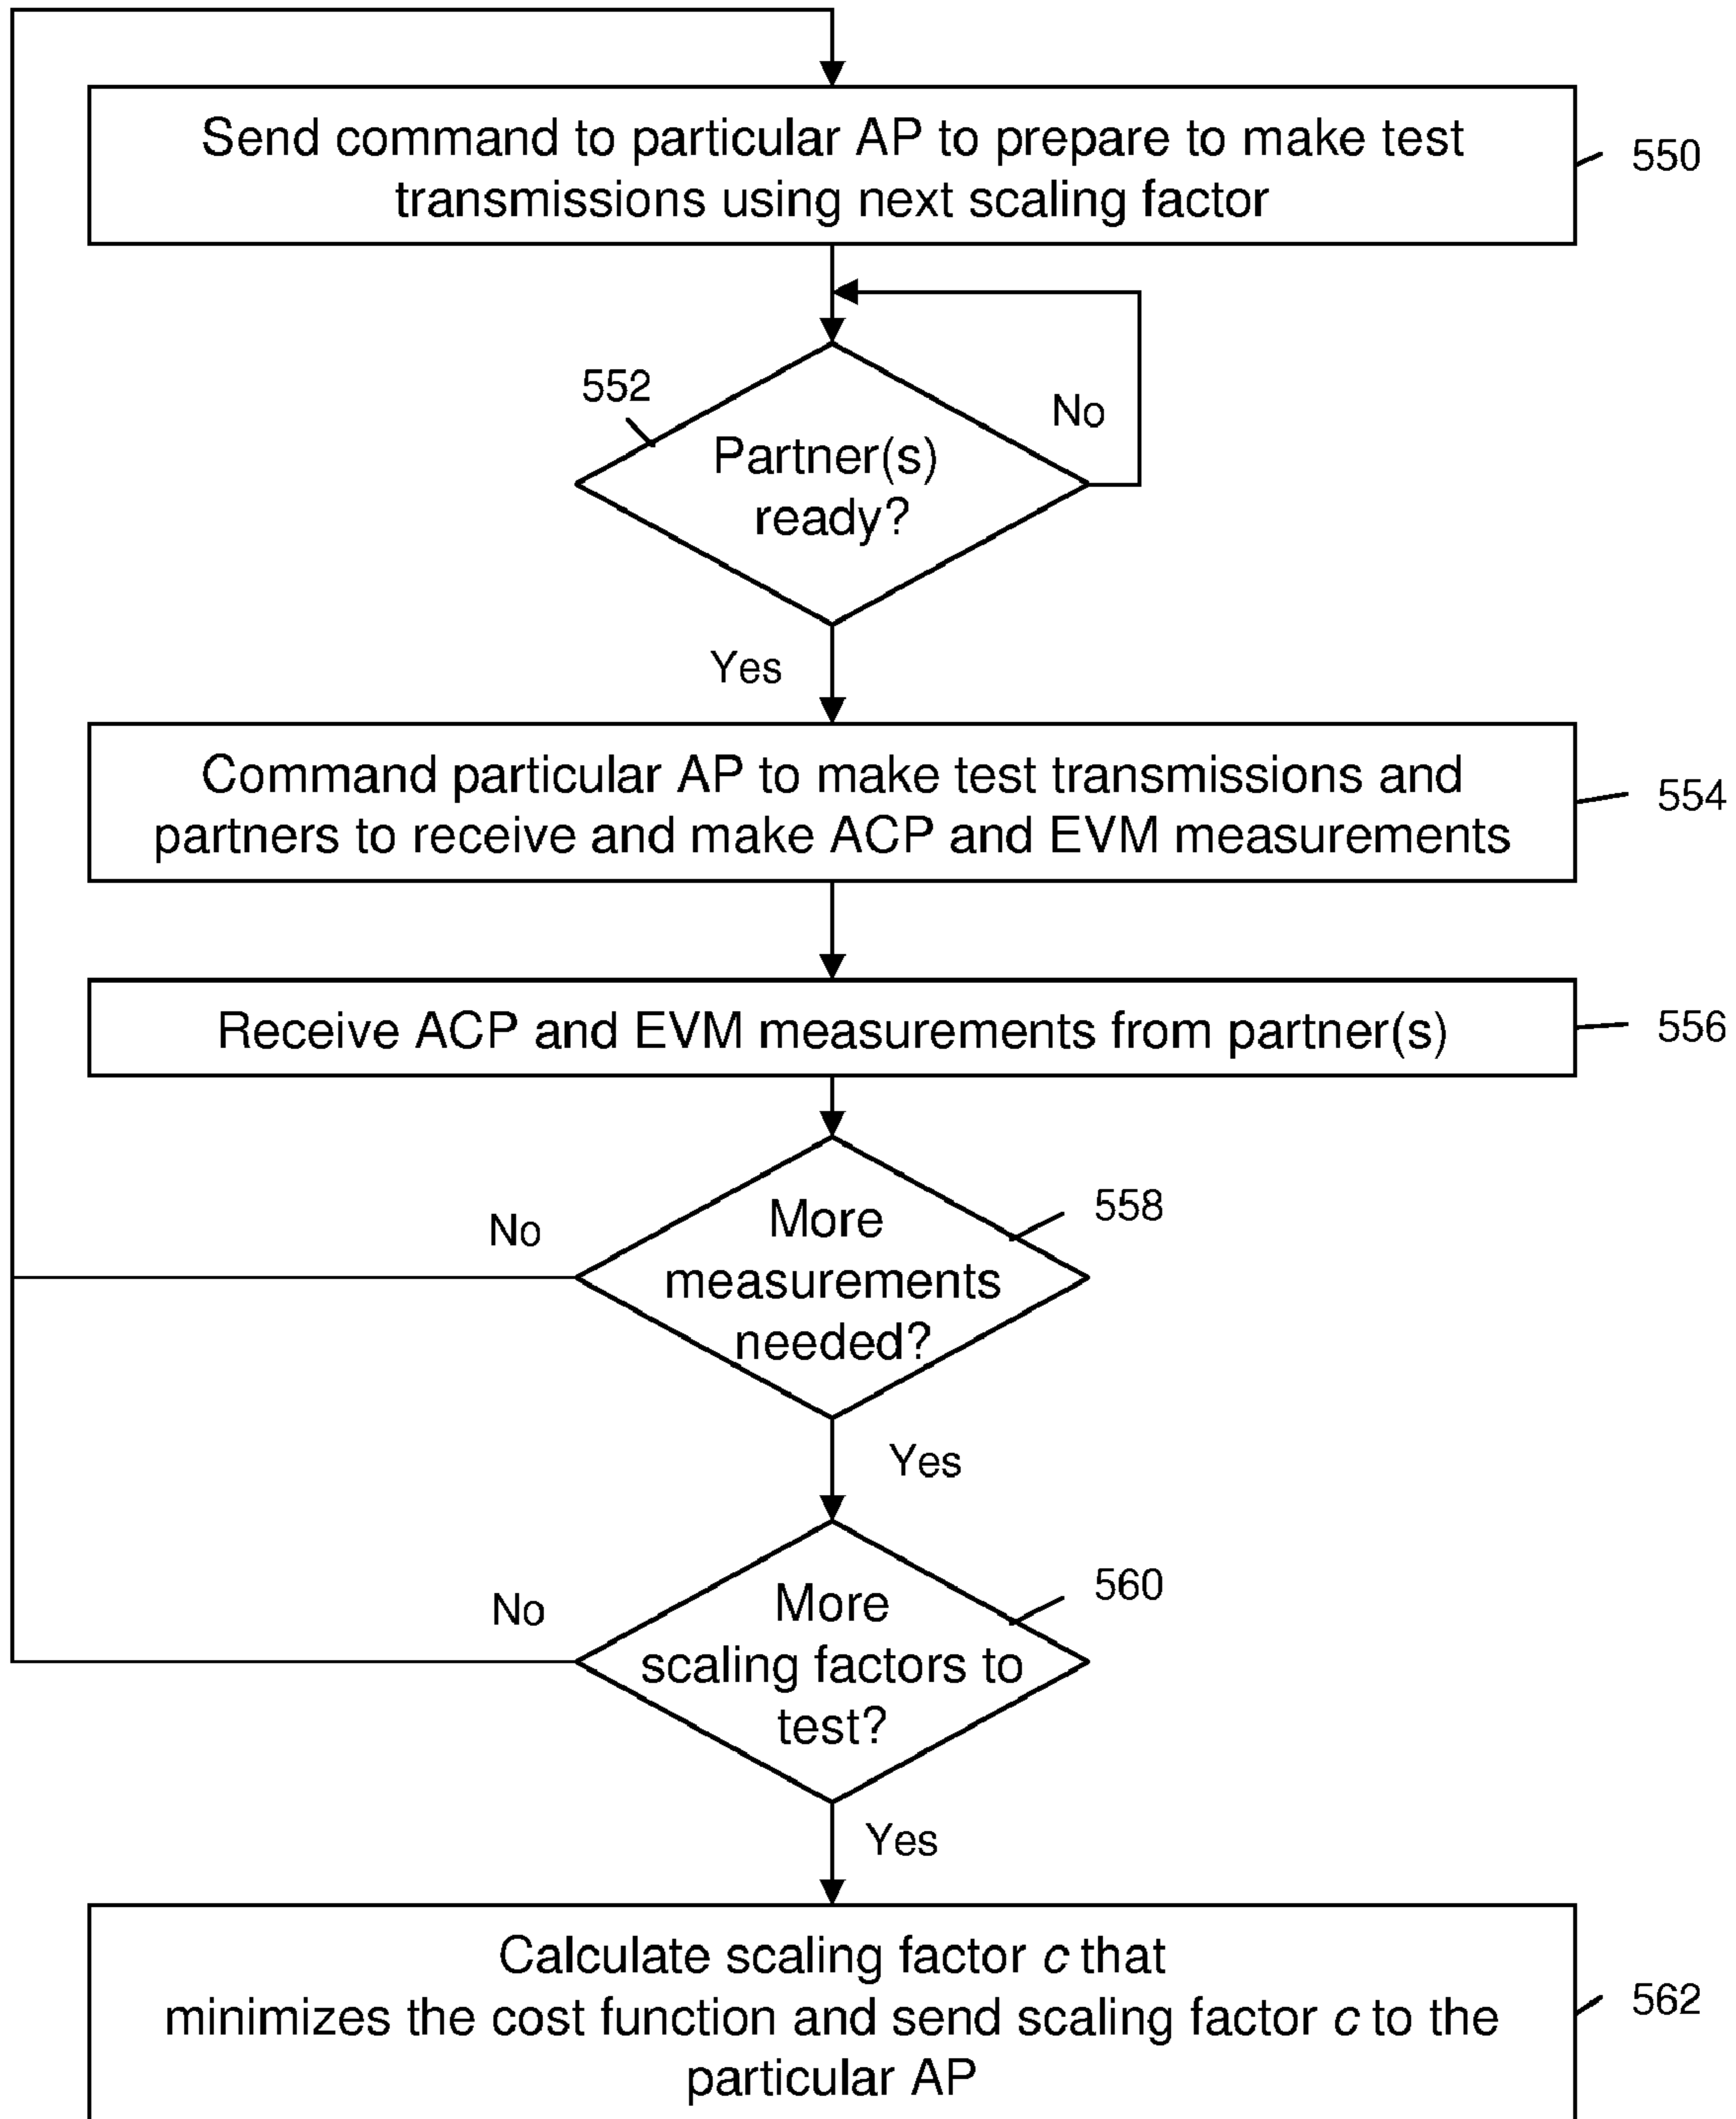 Send command to particular AP to prepare to make test
transmissions using next scaling factor
550
552
Partner(s)
ready?
No
Yes
Command particular AP to make test transmissions and
partners to receive and make ACP and EVM measurements
554
Receive ACP and EVM measurements from partner(s)
556
More
measurements
needed?
558
No
Yes
More
scaling factors to
test?
560
No
Yes
Calculate scaling factor c that
minimizes the cost function and send scaling factor c to the
particular AP
562